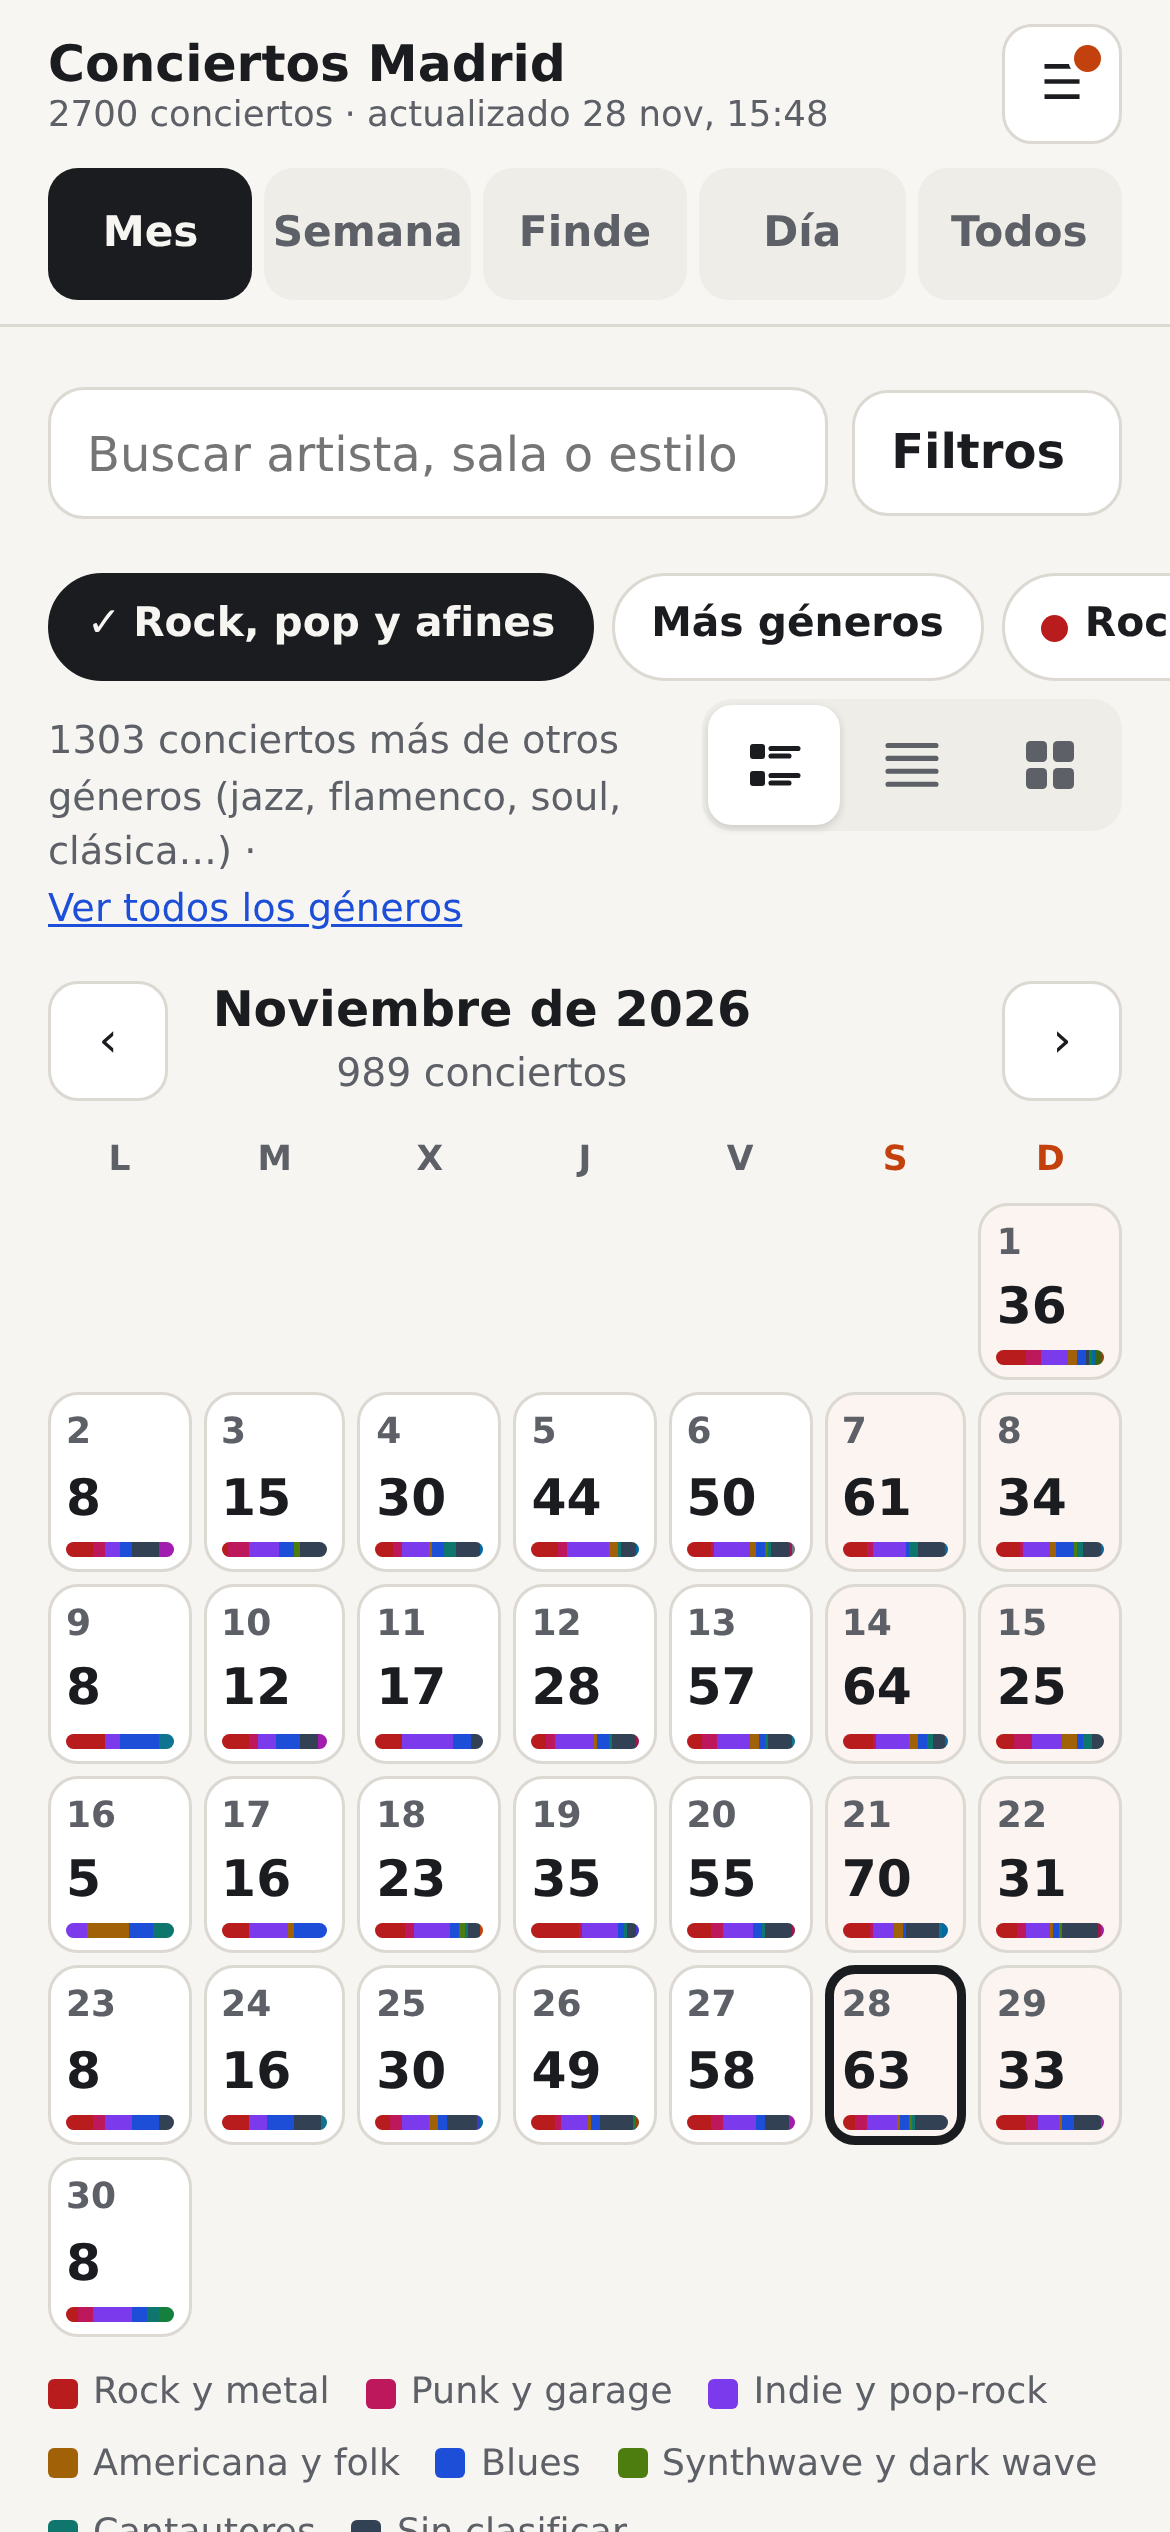 Conciertos Madrid
2700 conciertos · actualizado 28 nov, 15:48
Mes Semana Finde Día Todos
Buscar artista, sala o estilo Filtros
✓ Rock, pop y afines Más géneros Roc
1303 conciertos más de otros
géneros (jazz, flamenco, soul,
clásica…) ·
Ver todos los géneros
‹ Noviembre de 2026 ›
989 conciertos
L M X J V S D
1
36
2 3 4 5 6 7 8
8 15 30 44 50 61 34
9 10 11 12 13 14 15
8 12 17 28 57 64 25
16 17 18 19 20 21 22
5 16 23 35 55 70 31
23 24 25 26 27 28 29
8 16 30 49 58 63 33
30
8
Rock y metal Punk y garage Indie y pop-rock
Americana y folk Blues Synthwave y dark wave
Cantautores Sin clasificar